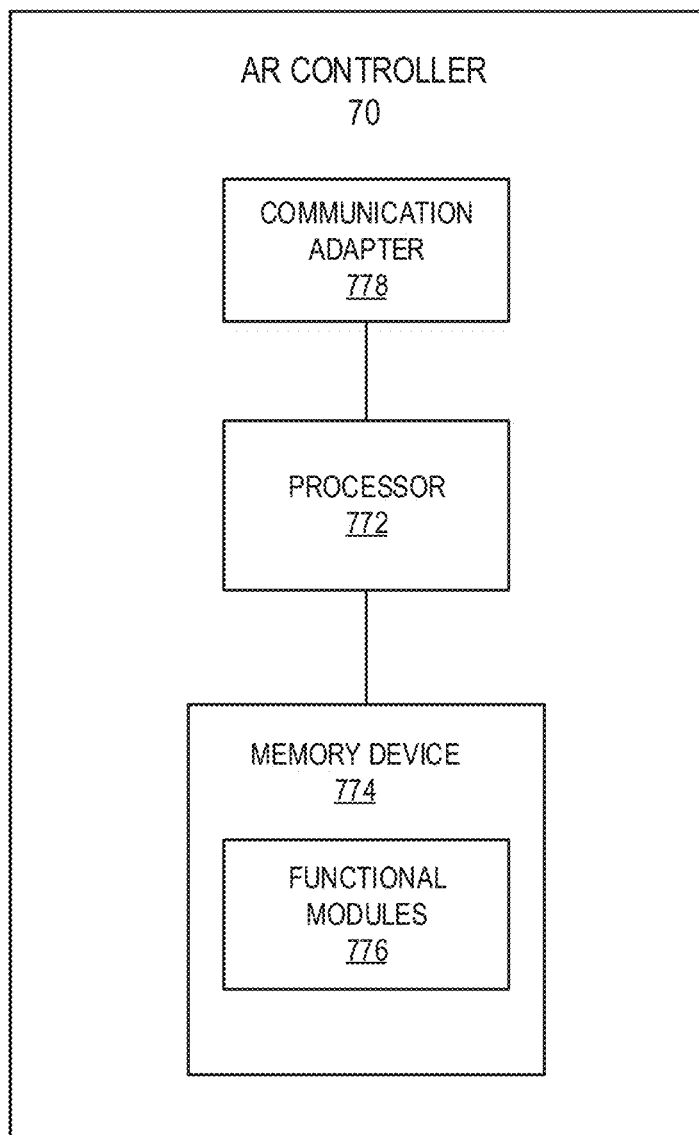 AR CONTROLLER
70
COMMUNICATION
ADAPTER
778
PROCESSOR
772
MEMORY DEVICE
774
FUNCTIONAL
MODULES
776